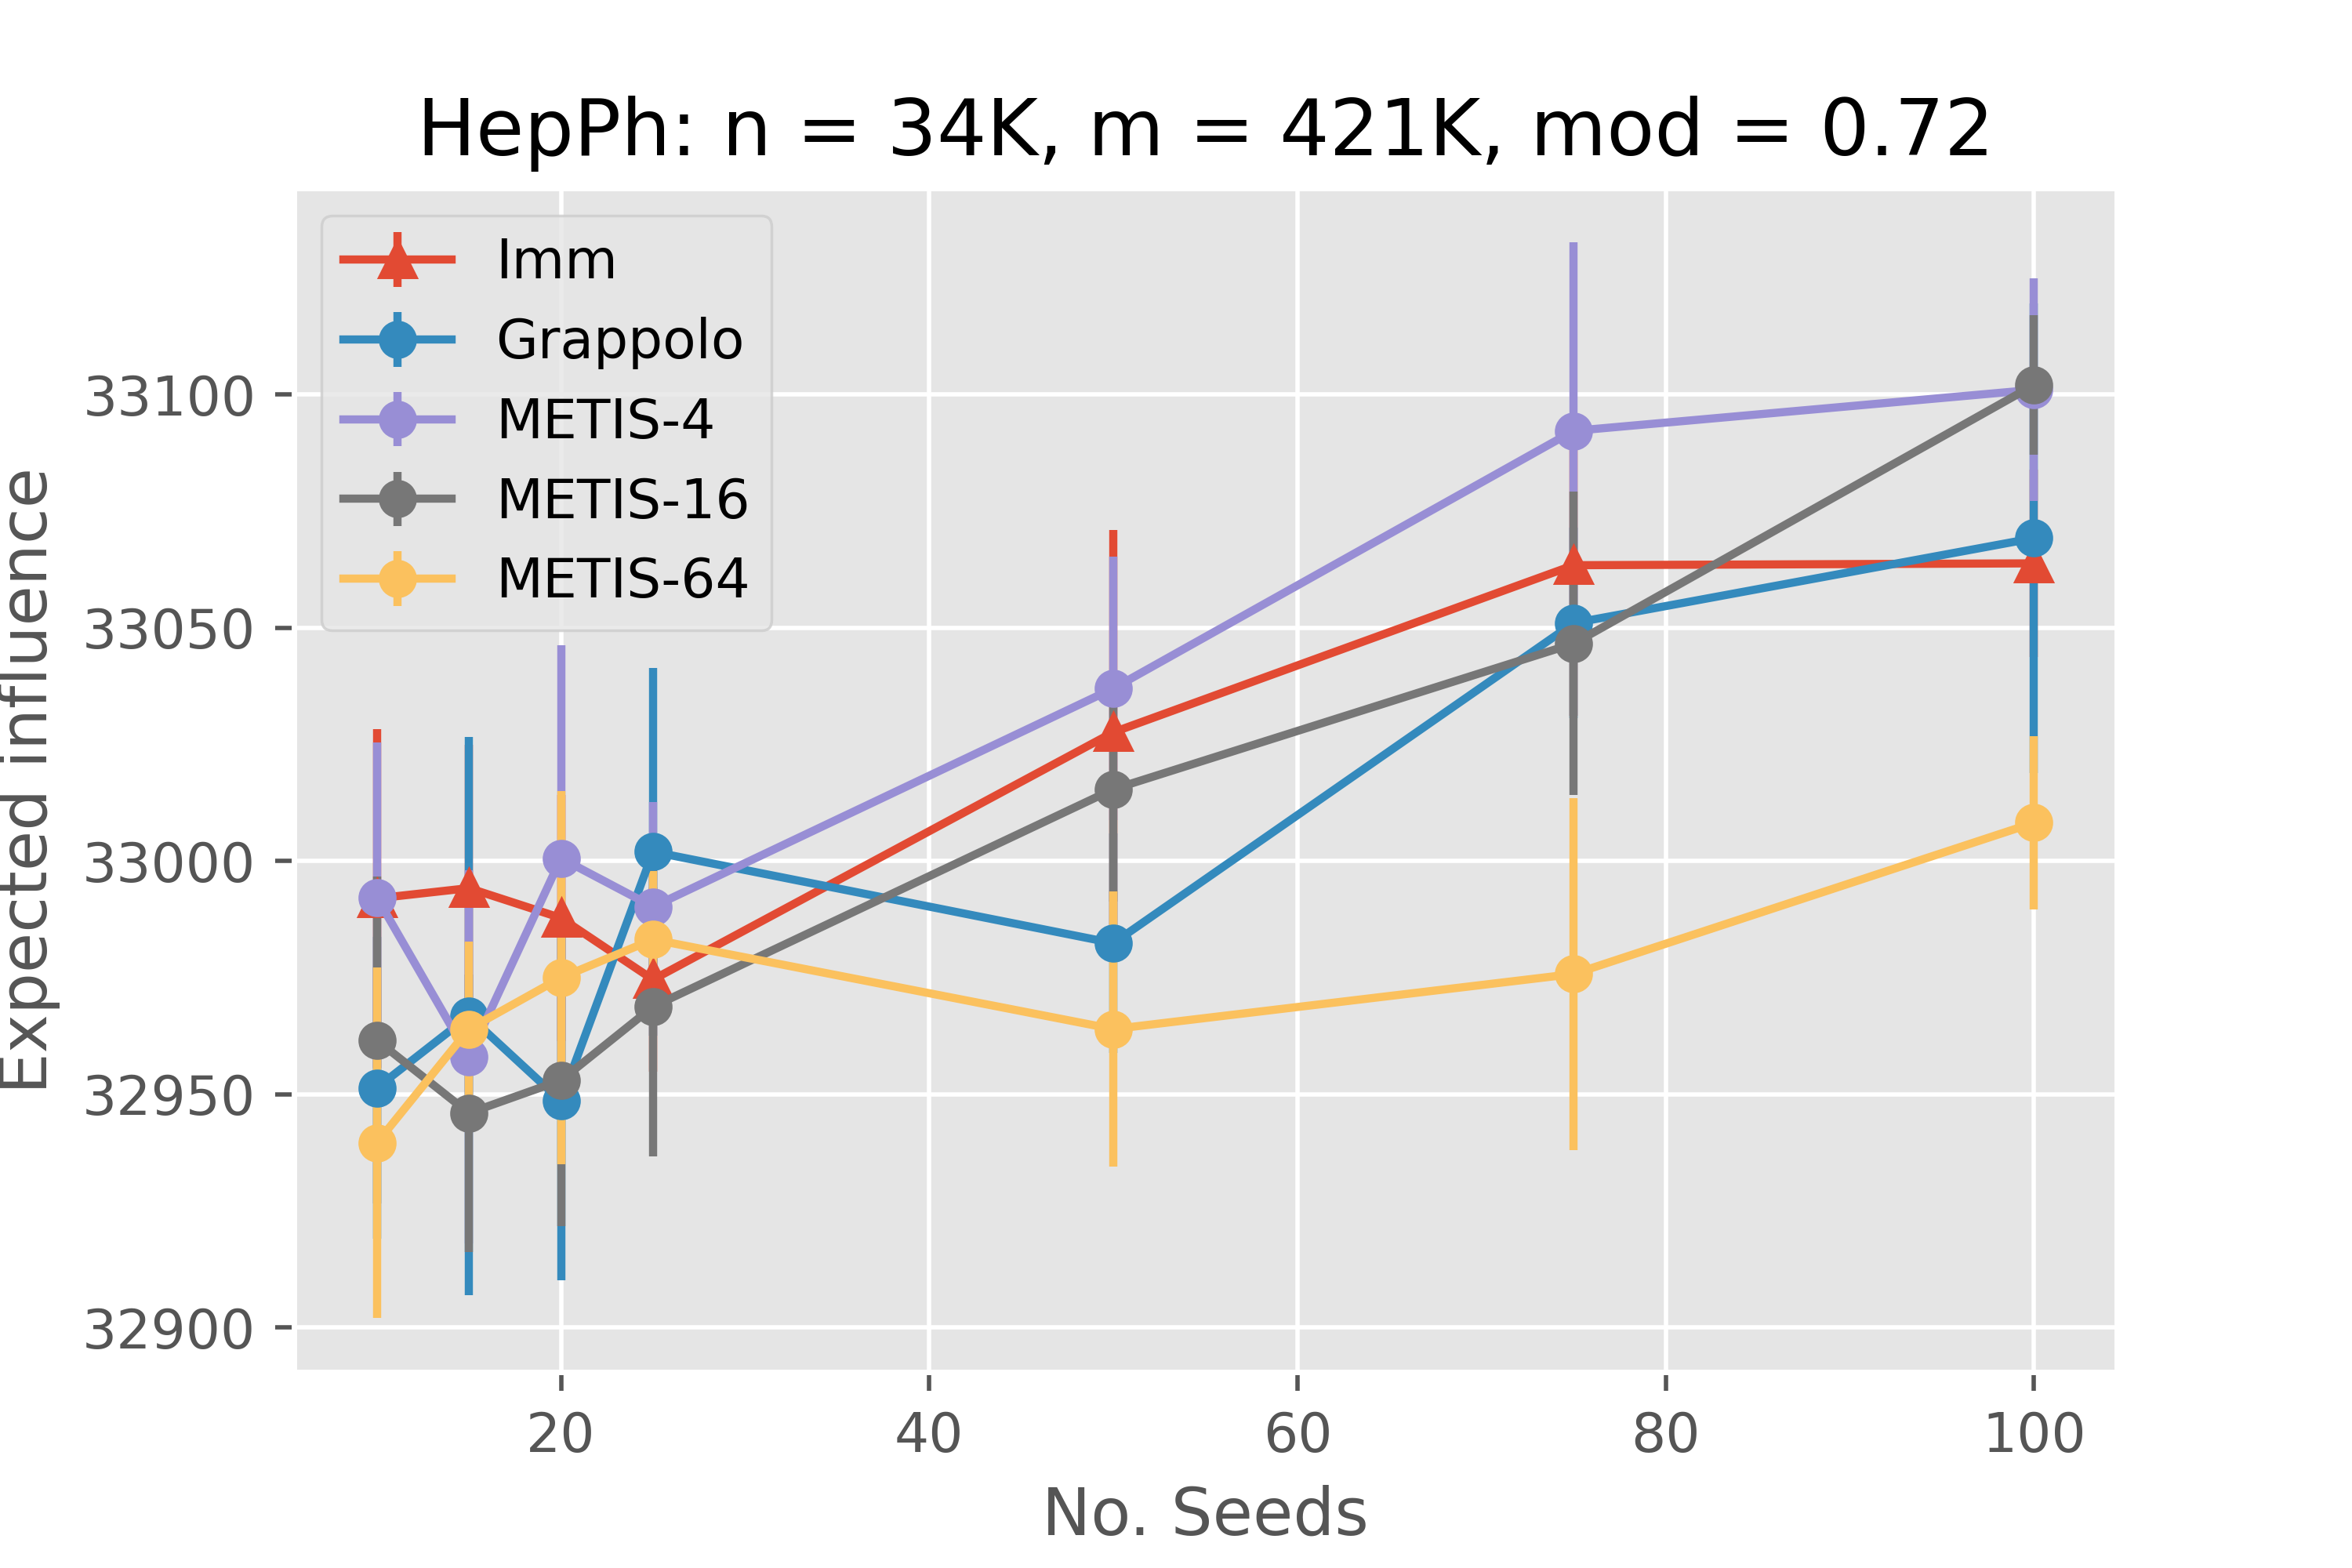 HepPh: n = 34K, m = 421K, mod = 0.72
Imm
Grappolo
METIS-4
METIS-16
METIS-64
Expected influence
33100
33050
33000
32950
32900
20 40 60 80 100
No. Seeds